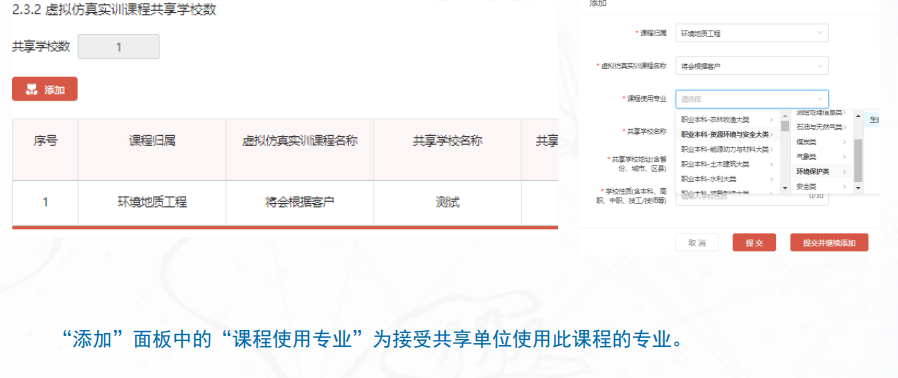 2.3.2 虚拟仿真实训课程共享学校数
共享学校数 1
添加
序号 课程归属 虚拟仿真实训课程名称 共享学校名称 共享
1 环境地质工程 将会根据客户 测试
添加
* 课程归属 环境地质工程
* 虚拟仿真实训课程名称 将会根据客户
* 课程使用专业 请选择
职业本科-农林牧渔大类
职业本科-资源环境与安全大类
职业本科-能源动力与材料大类
职业本科-土木建筑大类
职业本科-水利大类
测绘地理信息类
石油与天然气类
煤炭类
气象类
环境保护类
安全类
* 共享学校名称
* 共享学校地址(含省
份、城市、区县)
* 学校性质(含本科、高
职、中职、技工/技师等)
0/30
取 消 提 交 提交并继续添加
“添加”面板中的“课程使用专业”为接受共享单位使用此课程的专业。